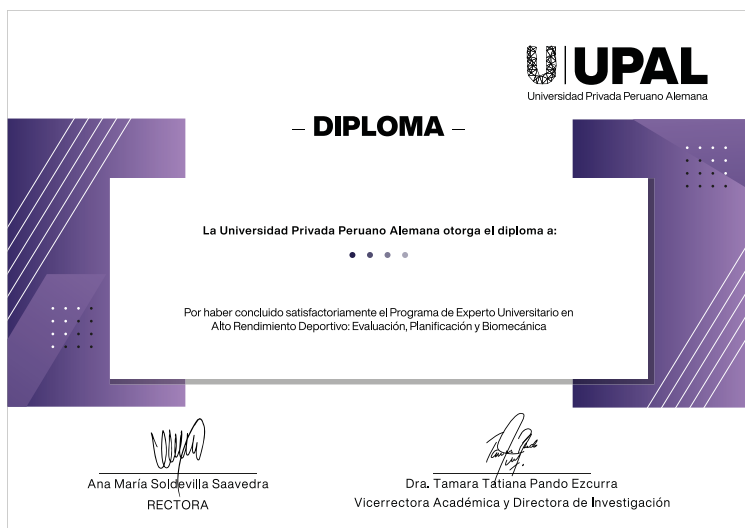 UPAL
Universidad Privada Peruano Alemana
– DIPLOMA –
La Universidad Privada Peruano Alemana otorga el diploma a:
Por haber concluido satisfactoriamente el Programa de Experto Universitario en
Alto Rendimiento Deportivo: Evaluación, Planificación y Biomecánica
Ana María Soldevilla Saavedra
RECTORA
Dra. Tamara Tatiana Pando Ezcurra
Vicerrectora Académica y Directora de Investigación